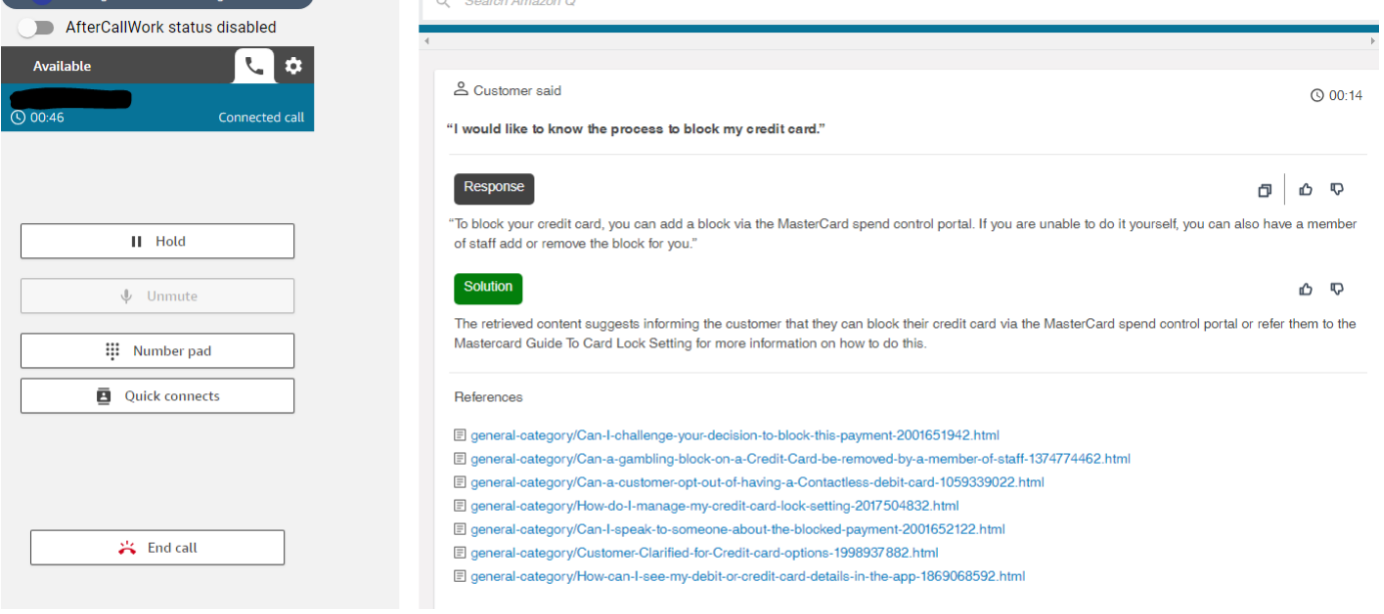 AfterCallWork status disabled
Available
00:46
Connected call
Hold
Unmute
Number pad
Quick connects
End call
Search Amazon Q
Customer said
00:14
“I would like to know the process to block my credit card.”
Response
“To block your credit card, you can add a block via the MasterCard spend control portal. If you are unable to do it yourself, you can also have a member
of staff add or remove the block for you.”
Solution
The retrieved content suggests informing the customer that they can block their credit card via the MasterCard spend control portal or refer them to the
Mastercard Guide To Card Lock Setting for more information on how to do this.
References
general-category/Can-I-challenge-your-decision-to-block-this-payment-2001651942.html
general-category/Can-a-gambling-block-on-a-Credit-Card-be-removed-by-a-member-of-staff-1374774462.html
general-category/Can-a-customer-opt-out-of-having-a-Contactless-debit-card-1059339022.html
general-category/How-do-I-manage-my-credit-card-lock-setting-2017504832.html
general-category/Can-I-speak-to-someone-about-the-blocked-payment-2001652122.html
general-category/Customer-Clarified-for-Credit-card-options-1998937882.html
general-category/How-can-I-see-my-debit-or-credit-card-details-in-the-app-1869068592.html